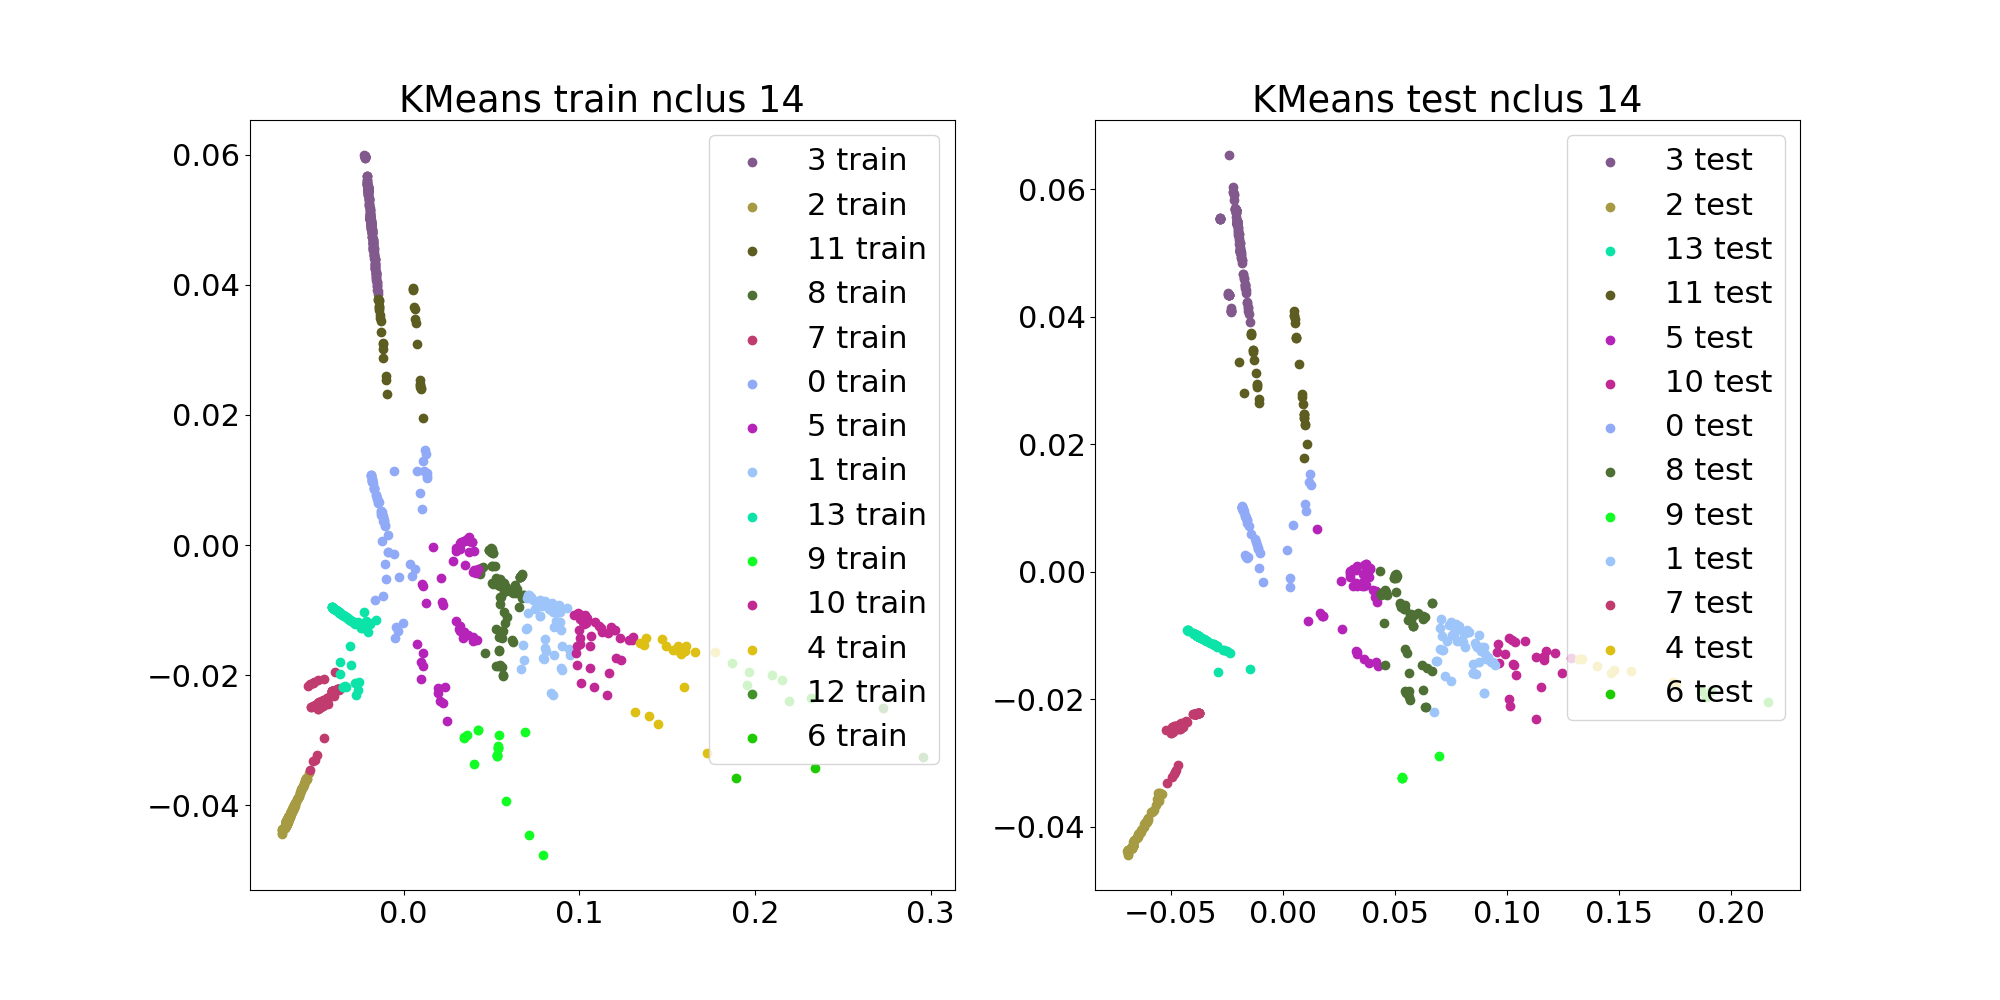 KMeans train nclus 14
0.06
0.04
0.02
0.00
−0.02
−0.04
0.0 0.1 0.2 0.3
3 train
2 train
11 train
8 train
7 train
0 train
5 train
1 train
13 train
9 train
10 train
4 train
12 train
6 train
KMeans test nclus 14
0.06
0.04
0.02
0.00
−0.02
−0.04
−0.05 0.00 0.05 0.10 0.15 0.20
3 test
2 test
13 test
11 test
5 test
10 test
0 test
8 test
9 test
1 test
7 test
4 test
6 test